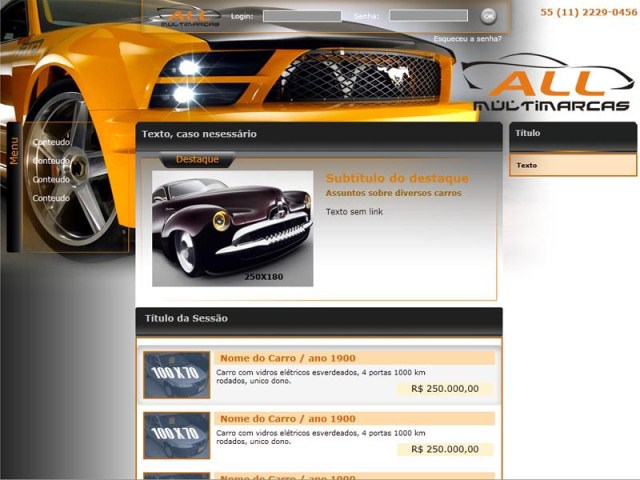 ALL
MULTIMARCAS
Login:
Senha:
OK
Esqueceu a senha?
55 (11) 2229-0456
ALL
MULTIMARCAS
Menu
Conteudo
Conteudo
Conteudo
Conteudo
Texto, caso nesessário
Destaque
250X180
Subtitulo do destaque
Assuntos sobre diversos carros
Texto sem link
Título
Texto
Título da Sessão
100 X 70
Nome do Carro / ano 1900
Carro com vidros elétricos esverdeados, 4 portas 1000 km
rodados, unico dono.
R$ 250.000,00
100 X 70
Nome do Carro / ano 1900
Carro com vidros elétricos esverdeados, 4 portas 1000 km
rodados, unico dono.
R$ 250.000,00
Nome do Carro / ano 1900